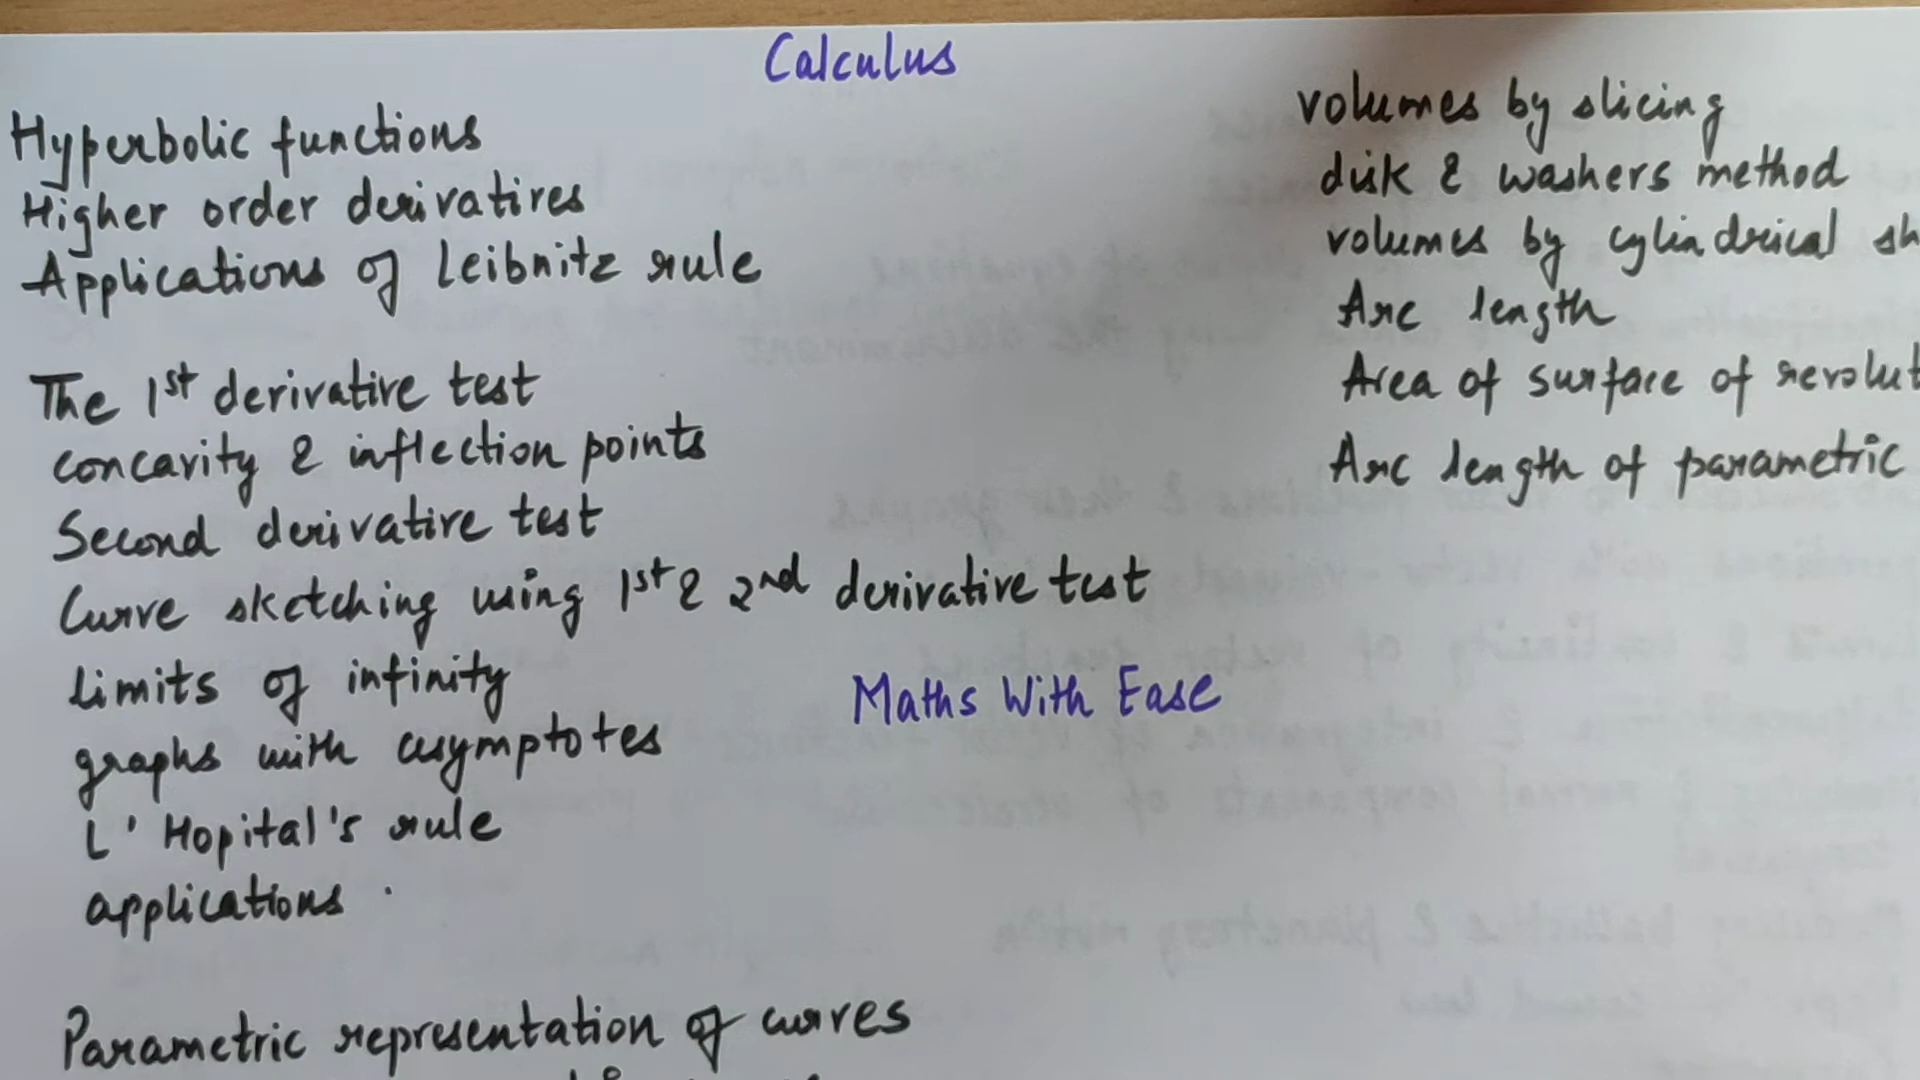 Calculus
Hyperbolic functions
Higher order derivatives
Applications of Leibnitz rule
The 1st derivative test
concavity & inflection points
Second derivative test
Curve sketching using 1st & 2nd derivative test
limits of infinity
graphs with asymptotes
L'Hopital's rule
applications.
Parametric representation of curves
Maths With Ease
volumes by slicing
disk & washers method
volumes by cylindrical sh
Arc length
Area of surface of revolut
Arc length of parametric